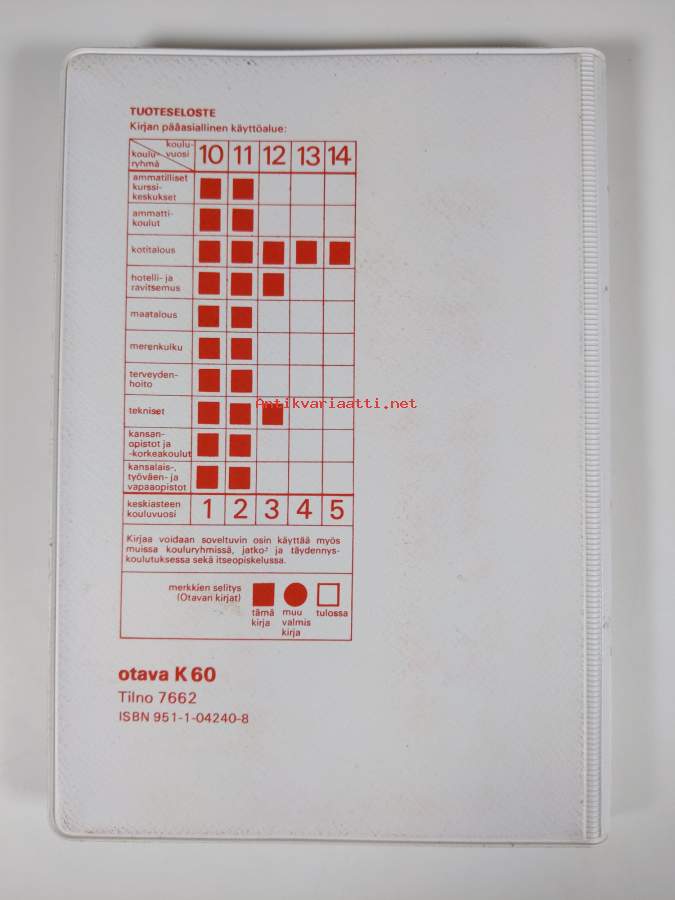 TUOTESELOSTE
Kirjan pääasiallinen käyttöalue:
koulu-
vuosi
koulu-
ryhmä
10 11 12 13 14
ammatilliset
kurssi-
keskukset
ammatti-
koulut
kotitalous
hotelli- ja
ravitsemus
maatalous
merenkulku
terveyden-
hoito
tekniset
Antikvariaatti.net
kansan-
opistot ja
-korkeakoulut
kansalais-,
työväen- ja
vapaaopistot
keskiasteen
kouluvuosi
1 2 3 4 5
Kirjaa voidaan soveltuvin osin käyttää myös
muissa kouluryhmissä, jatko- ja täydennys-
koulutuksessa sekä itseopiskelussa.
merkkien selitys
(Otavan kirjat)
tämä
kirja
muu
valmis
kirja
tulossa
otava K 60
Tilno 7662
ISBN 951-1-04240-8